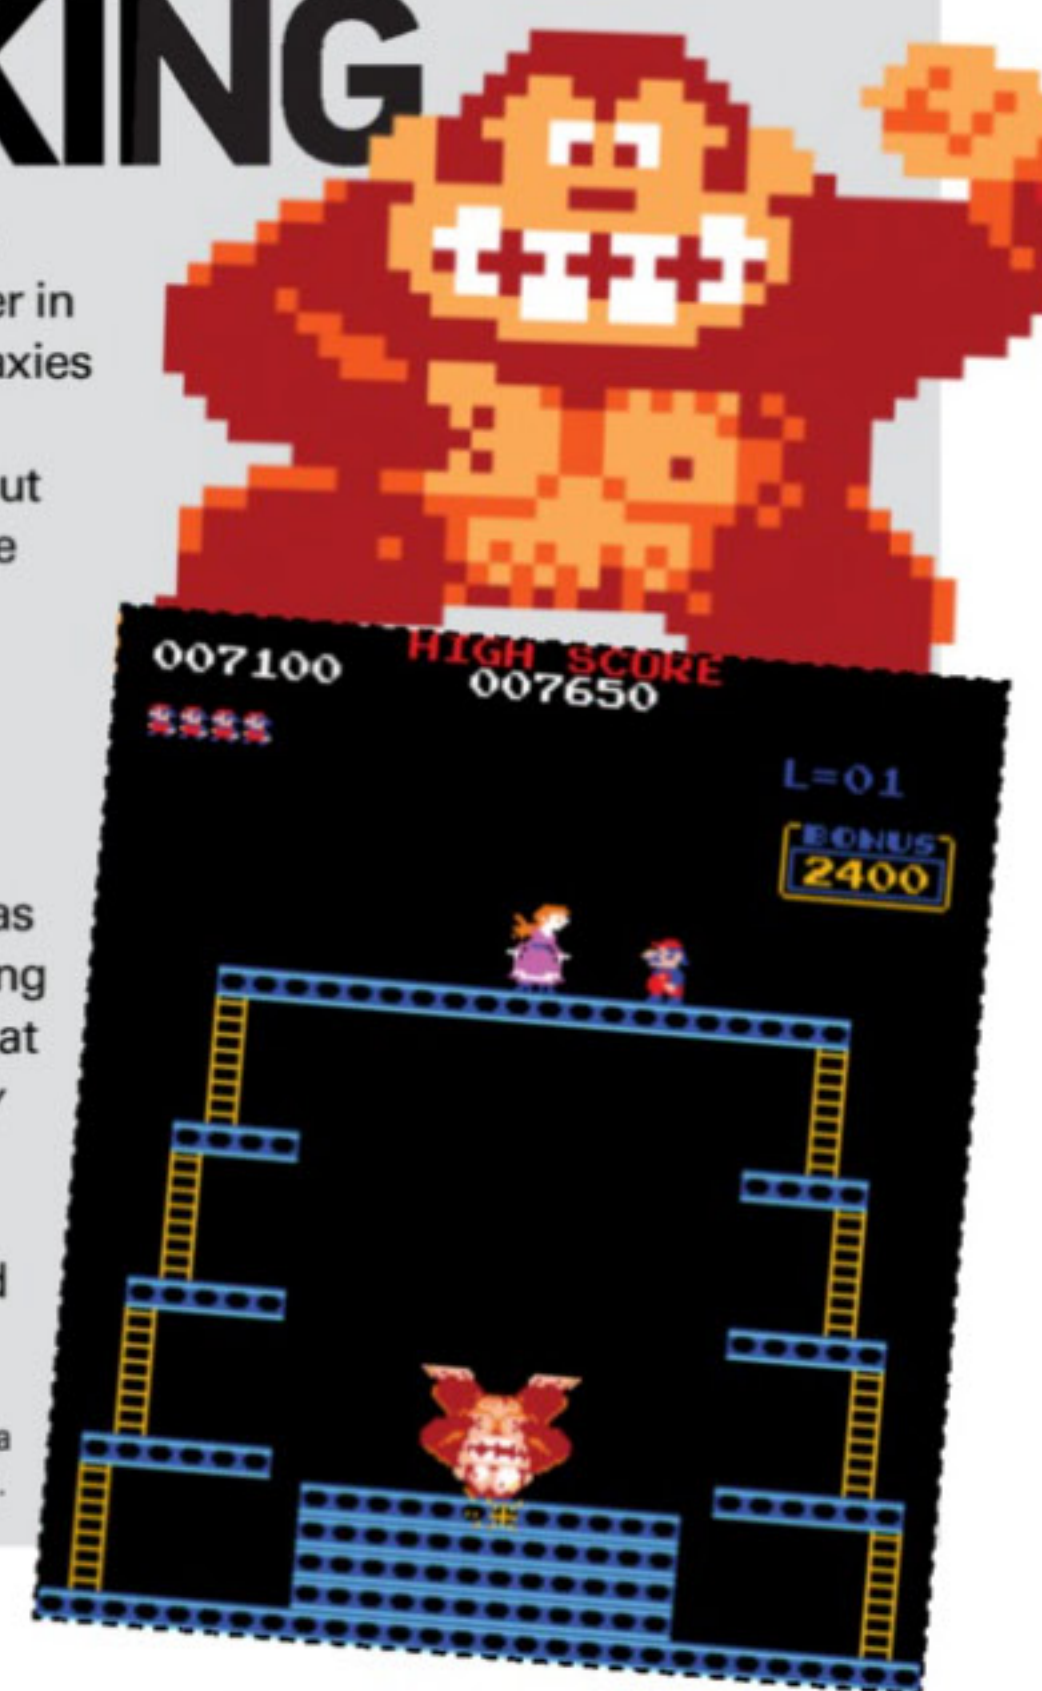 KING
er in
axies
ut
e
007100
HIGH SCORE
007650
L=01
BONUS
2400
as
ng
at
y
d
a
.